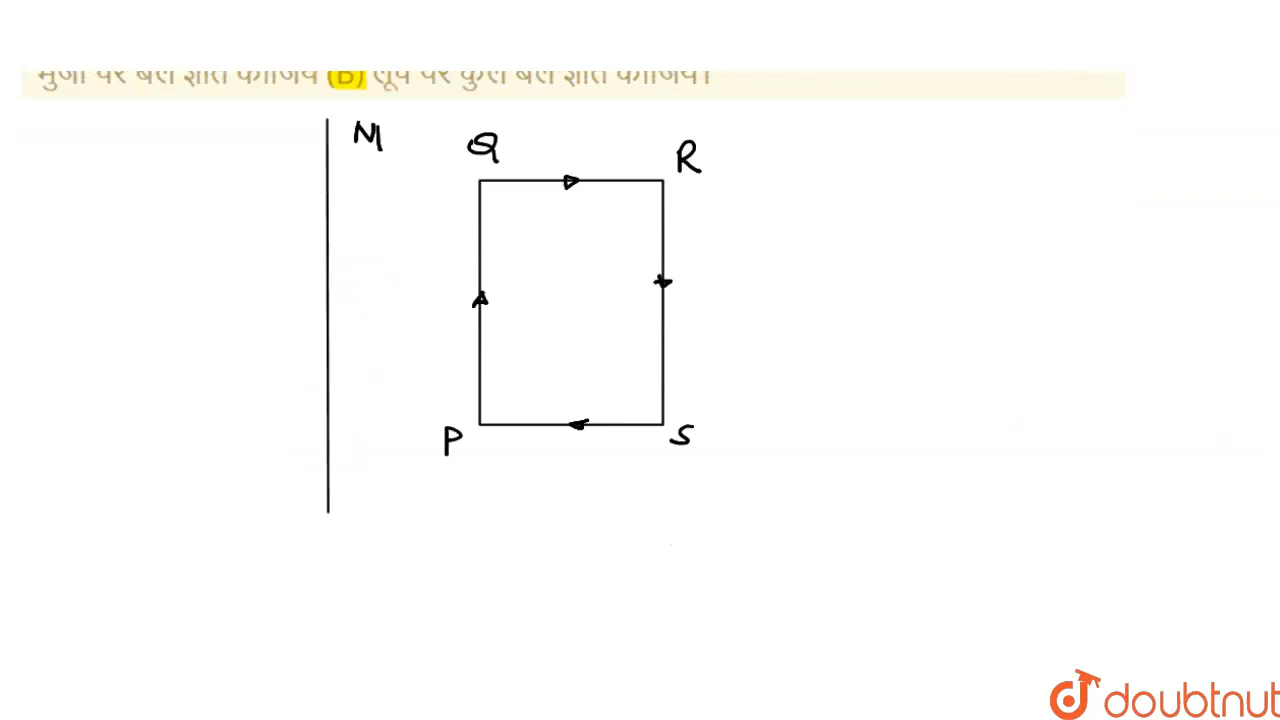 भुजा पर बल ज्ञात कीजिये (B) लूप पर कुल बल ज्ञात कीजिये।
M Q R
P S
doubtnut